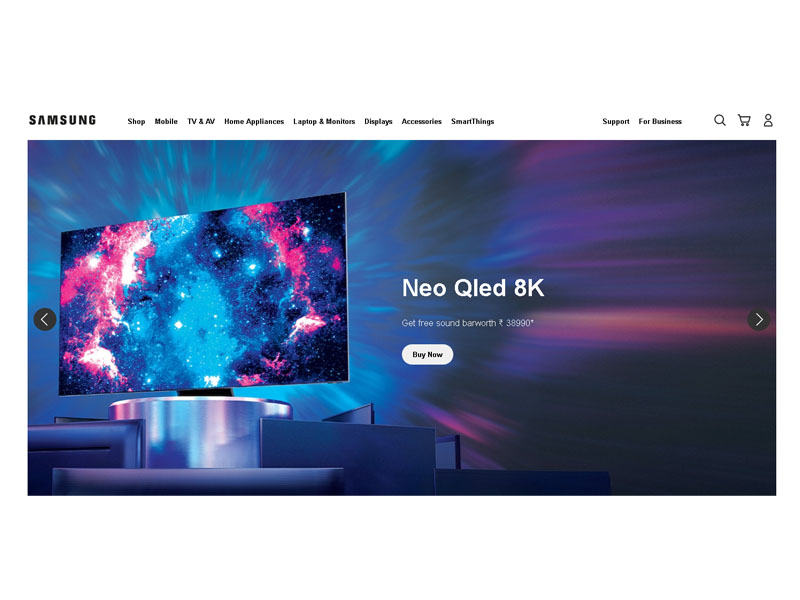 SAMSUNG Shop Mobile TV & AV Home Appliances Laptop & Monitors Displays Accessories SmartThings Support For Business
Neo Qled 8K
Get free sound barworth ₹ 38990*
Buy Now